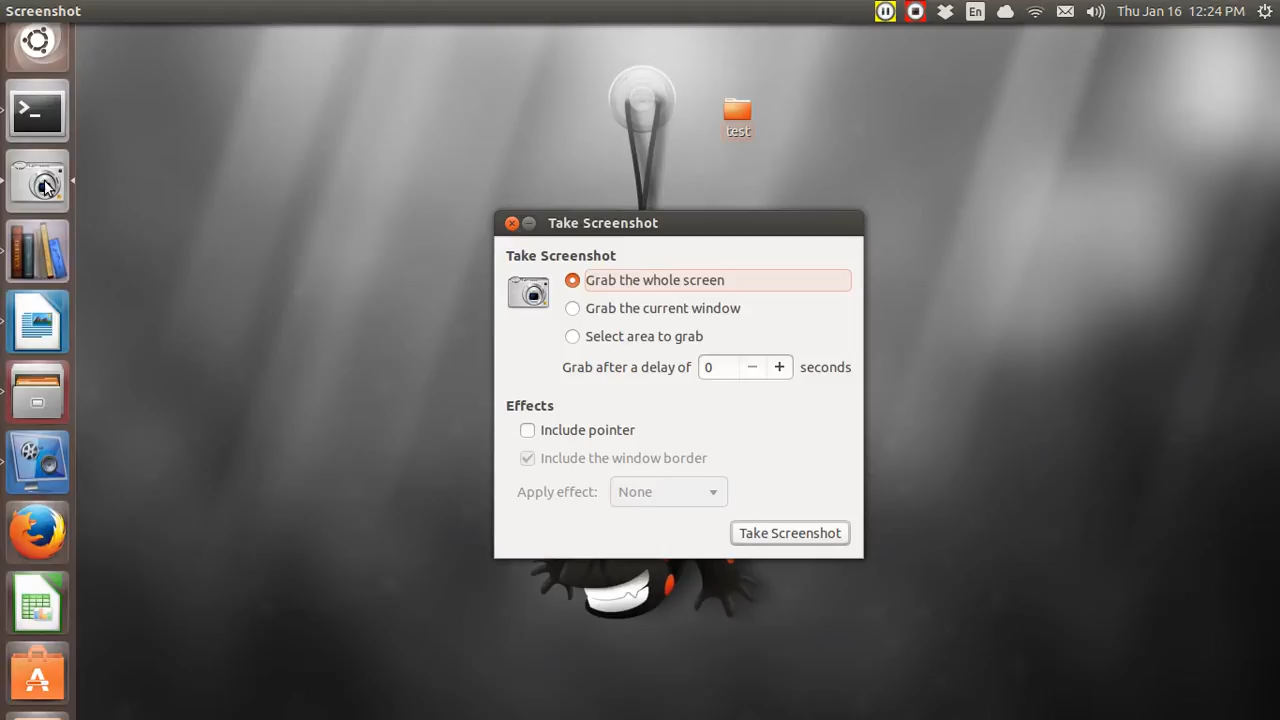 Screenshot
En
Thu Jan 16 12:24 PM
>_
test
Take Screenshot
Take Screenshot
Grab the whole screen
Grab the current window
Select area to grab
Grab after a delay of 0 seconds
Effects
Include pointer
Include the window border
Apply effect: None
Take Screenshot